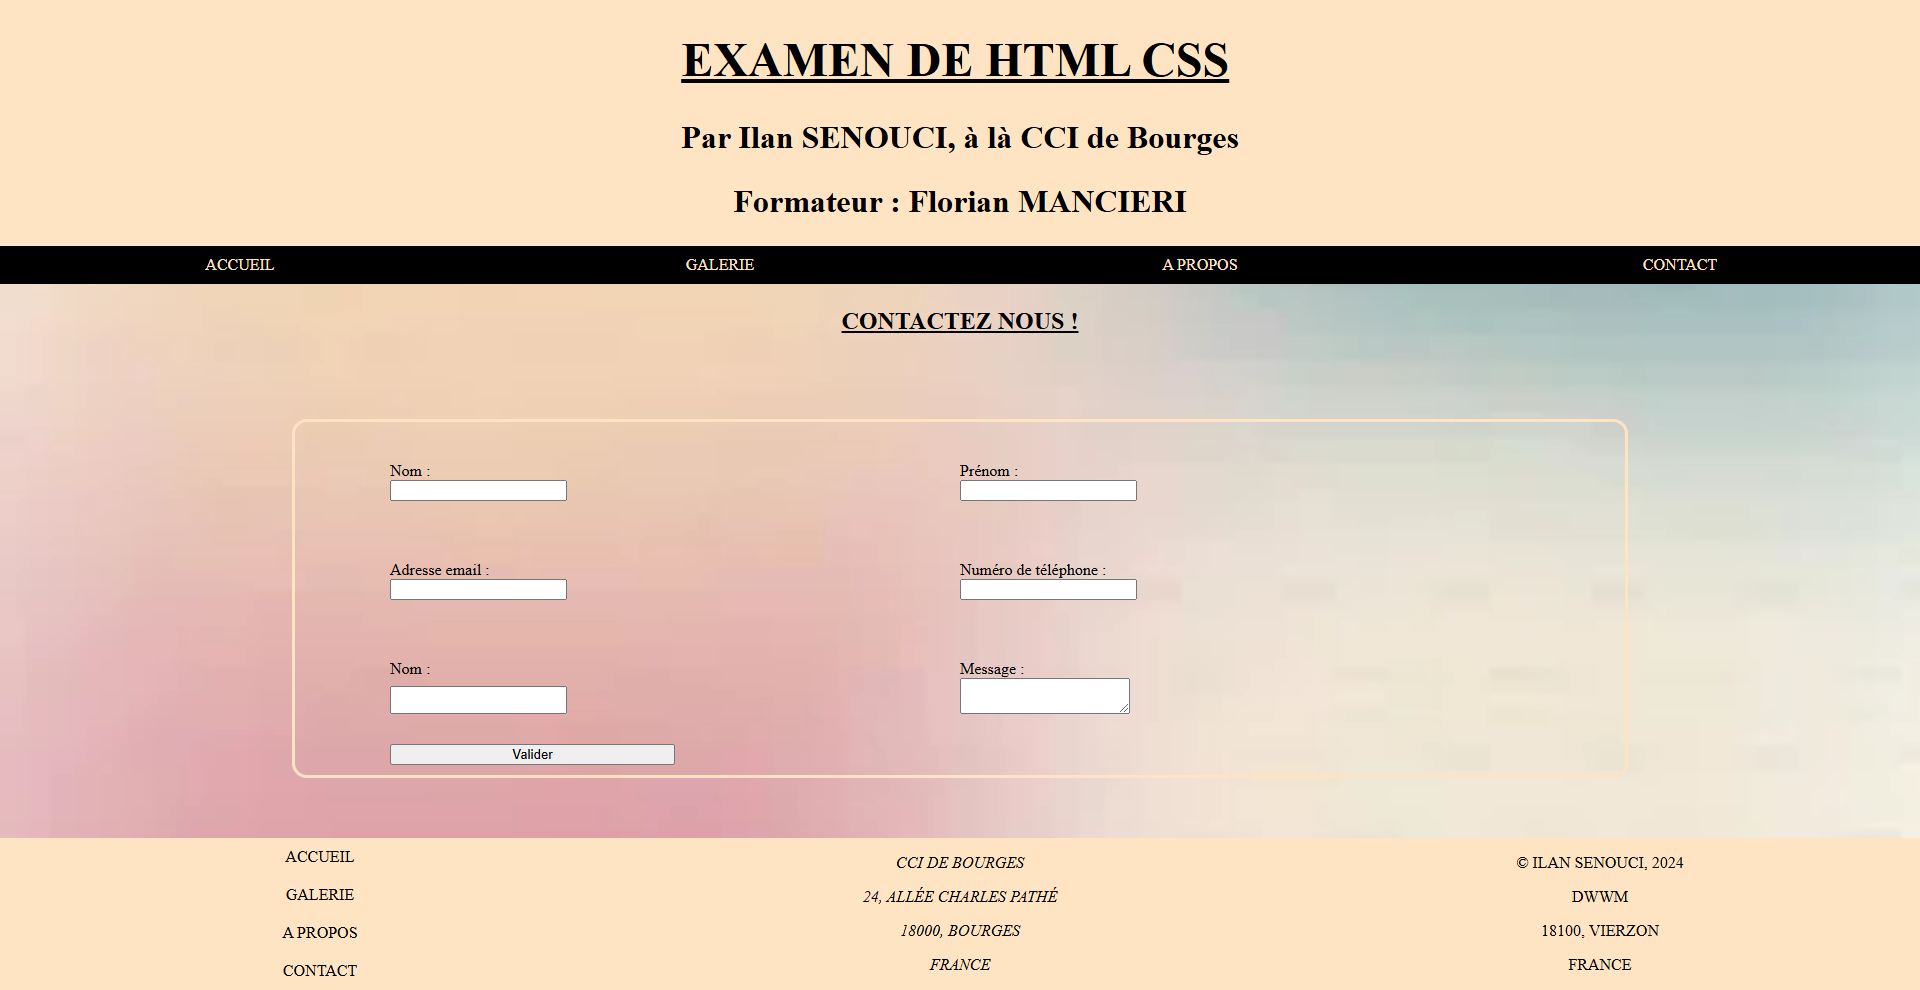 EXAMEN DE HTML CSS
Par Ilan SENOUCI, à là CCI de Bourges
Formateur : Florian MANCIERI
ACCUEIL GALERIE A PROPOS CONTACT
CONTACTEZ NOUS !
Nom : Prénom :
Adresse email : Numéro de téléphone :
Nom : Message :
Valider
ACCUEIL
GALERIE
A PROPOS
CONTACT
CCI DE BOURGES
24, ALLÉE CHARLES PATHÉ
18000, BOURGES
FRANCE
© ILAN SENOUCI, 2024
DWWM
18100, VIERZON
FRANCE